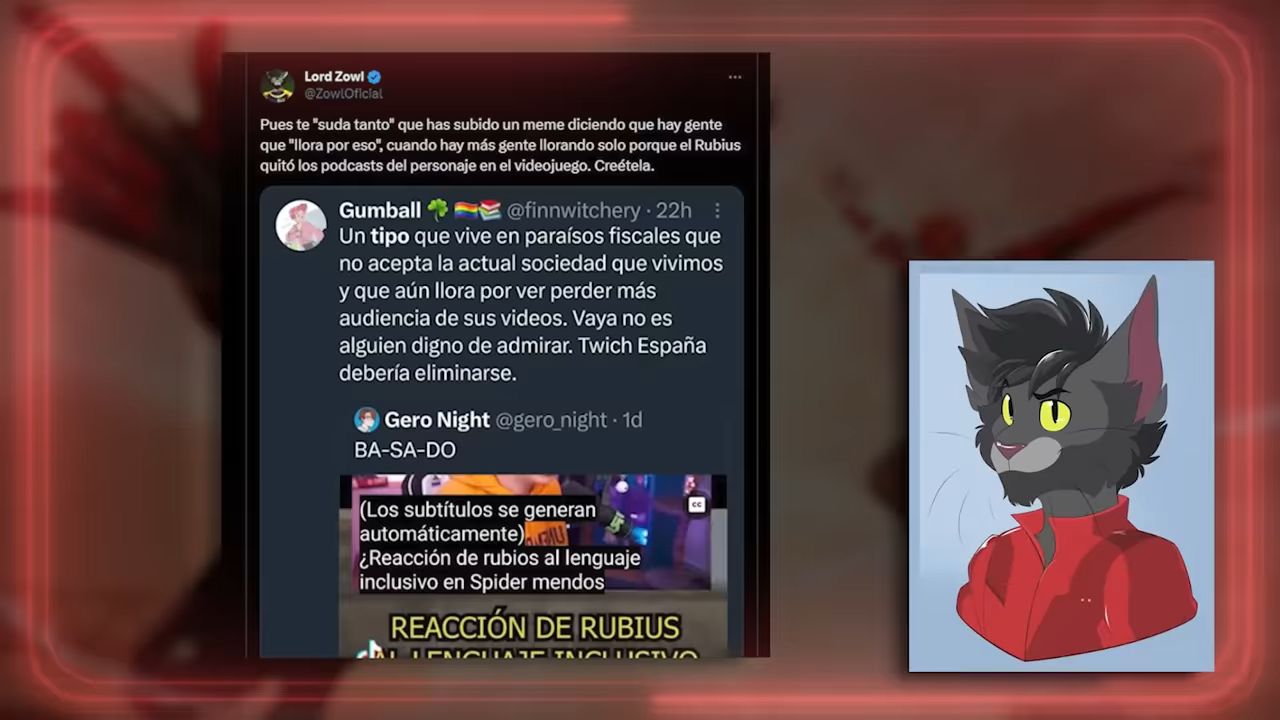 Lord Zowl
@ZowlOficial
Pues te "suda tanto" que has subido un meme diciendo que hay gente
que "llora por eso", cuando hay más gente llorando solo porque el Rubius
quitó los podcasts del personaje en el videojuego. Creétela.
Gumball 🍀 🏳️‍🌈📚 @finnwitchery · 22h
Un tipo que vive en paraísos fiscales que
no acepta la actual sociedad que vivimos
y que aún llora por ver perder más
audiencia de sus videos. Vaya no es
alguien digno de admirar. Twich España
debería eliminarse.
Gero Night @gero_night · 1d
BA-SA-DO
CC
(Los subtítulos se generan
automáticamente)
¿Reacción de rubios al lenguaje
inclusivo en Spider mendos
REACCIÓN DE RUBIUS
AL LENGUAJE INCLUSIVO